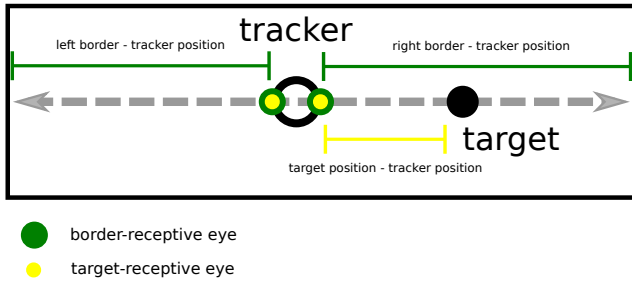 tracker
left border - tracker position
right border - tracker position
target
target position - tracker position
border-receptive eye
target-receptive eye